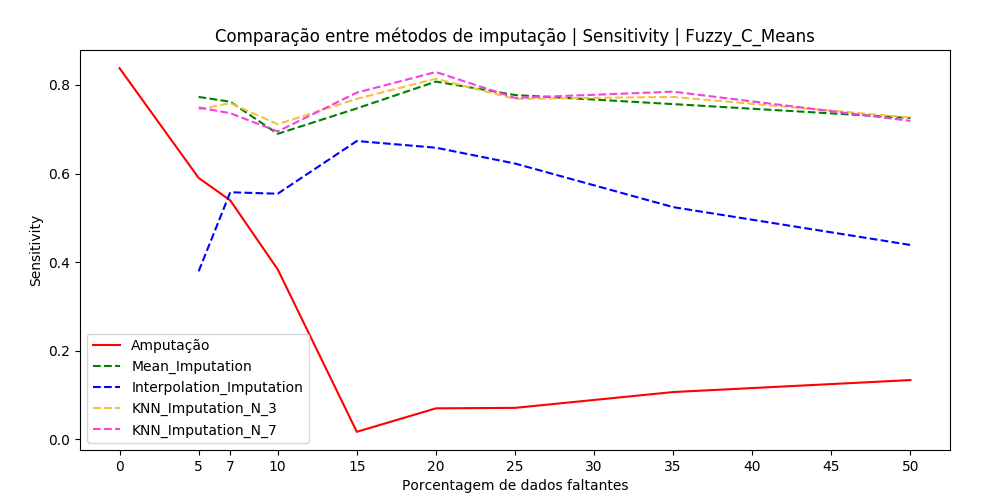 Comparação entre métodos de imputação | Sensitivity | Fuzzy_C_Means
Sensitivity
0.8
0.6
0.4
0.2
0.0
Amputação
Mean_Imputation
Interpolation_Imputation
KNN_Imputation_N_3
KNN_Imputation_N_7
0 5 7 10 15 20 25 30 35 40 45 50
Porcentagem de dados faltantes